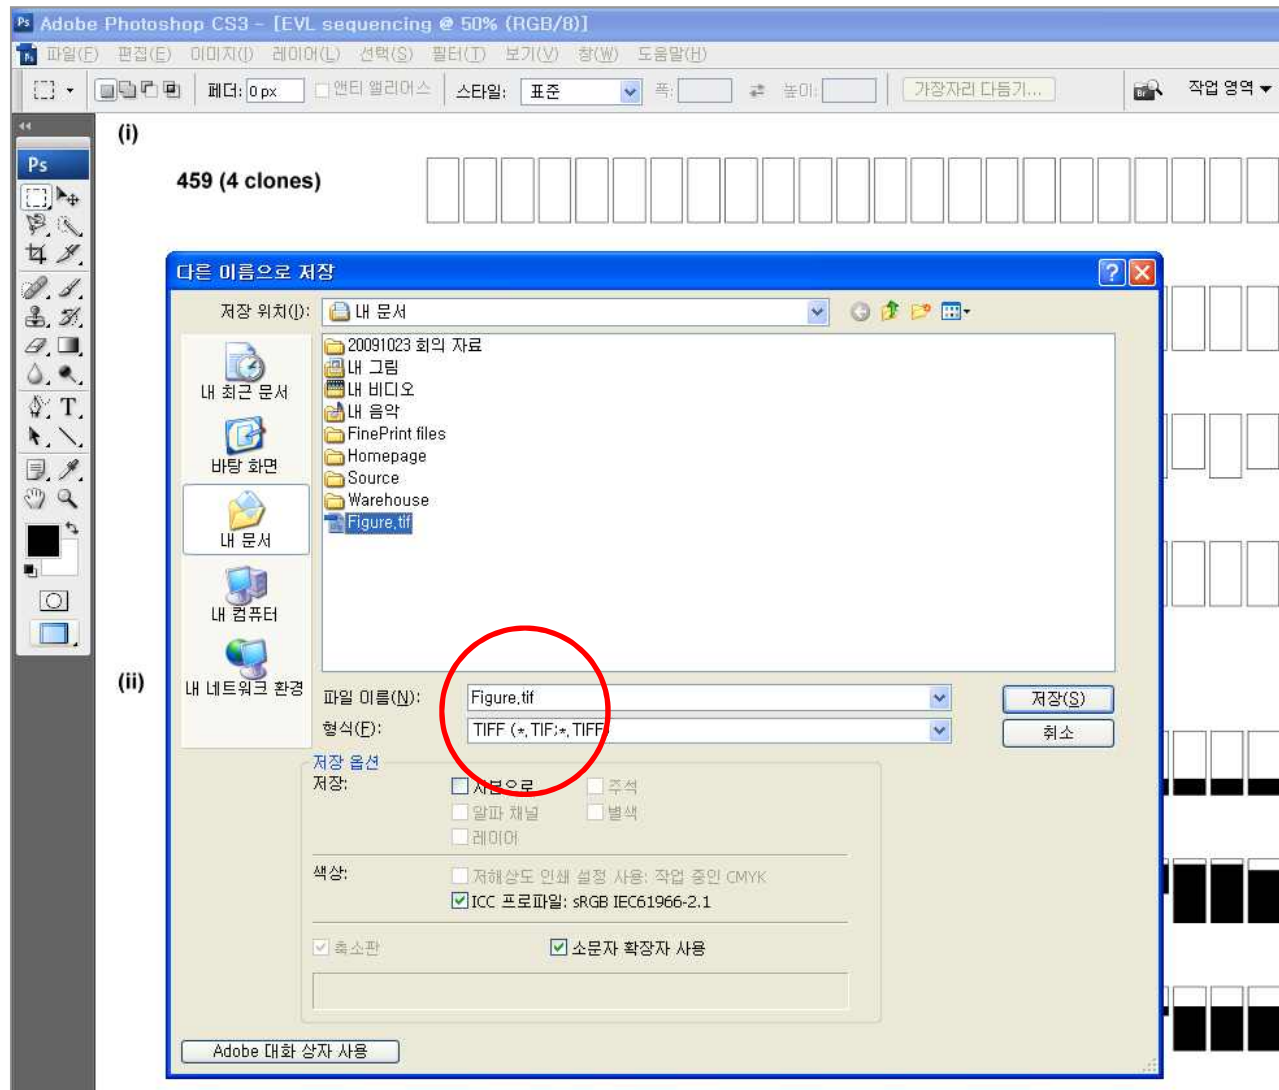 Adobe Photoshop CS3 - [EVL sequencing @ 50% (RGB/8)]
파일(F) 편집(E) 이미지(I) 레이어(L) 선택(S) 필터(T) 보기(V) 창(W) 도움말(H)
페더: 0 px 앤티 앨리어스 스타일: 표준 폭: 높이: 가장자리 다듬기... 작업 영역
(i)
Ps
459 (4 clones)
다른 이름으로 저장
저장 위치(I): 내 문서
20091023 회의 자료
내 그림
내 비디오
내 음악
FinePrint files
Homepage
Source
Warehouse
Figure.tif
내 최근 문서
바탕 화면
내 문서
내 컴퓨터
내 네트워크 환경
(ii)
파일 이름(N): Figure.tif 저장(S)
형식(F): TIFF (*.TIF;*.TIFF) 취소
저장 옵션
저장: 사본으로 주석
알파 채널 별색
레이어
색상: 저해상도 인쇄 설정 사용: 작업 중인 CMYK
ICC 프로파일: sRGB IEC61966-2.1
축소판 소문자 확장자 사용
Adobe 대화 상자 사용